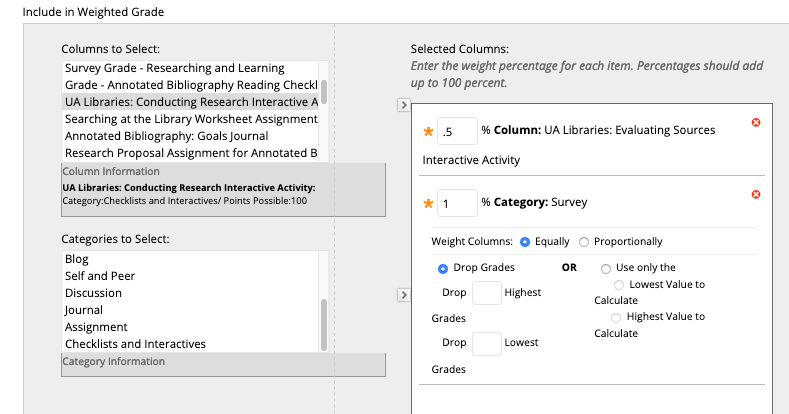 Include in Weighted Grade
Columns to Select:
Survey Grade - Researching and Learning
Grade - Annotated Bibliography Reading Checkl
UA Libraries: Conducting Research Interactive A
Searching at the Library Worksheet Assignment
Annotated Bibliography: Goals Journal
Research Proposal Assignment for Annotated B
Column Information
UA Libraries: Conducting Research Interactive Activity:
Category:Checklists and Interactives/ Points Possible:100
Categories to Select:
Blog
Self and Peer
Discussion
Journal
Assignment
Checklists and Interactives
Category Information
Selected Columns:
Enter the weight percentage for each item. Percentages should add
up to 100 percent.
.5 % Column: UA Libraries: Evaluating Sources
Interactive Activity
1 % Category: Survey
Weight Columns: Equally Proportionally
Drop Grades OR Use only the
Drop Highest
Grades
Drop Lowest
Grades
Lowest Value to
Calculate
Highest Value to
Calculate